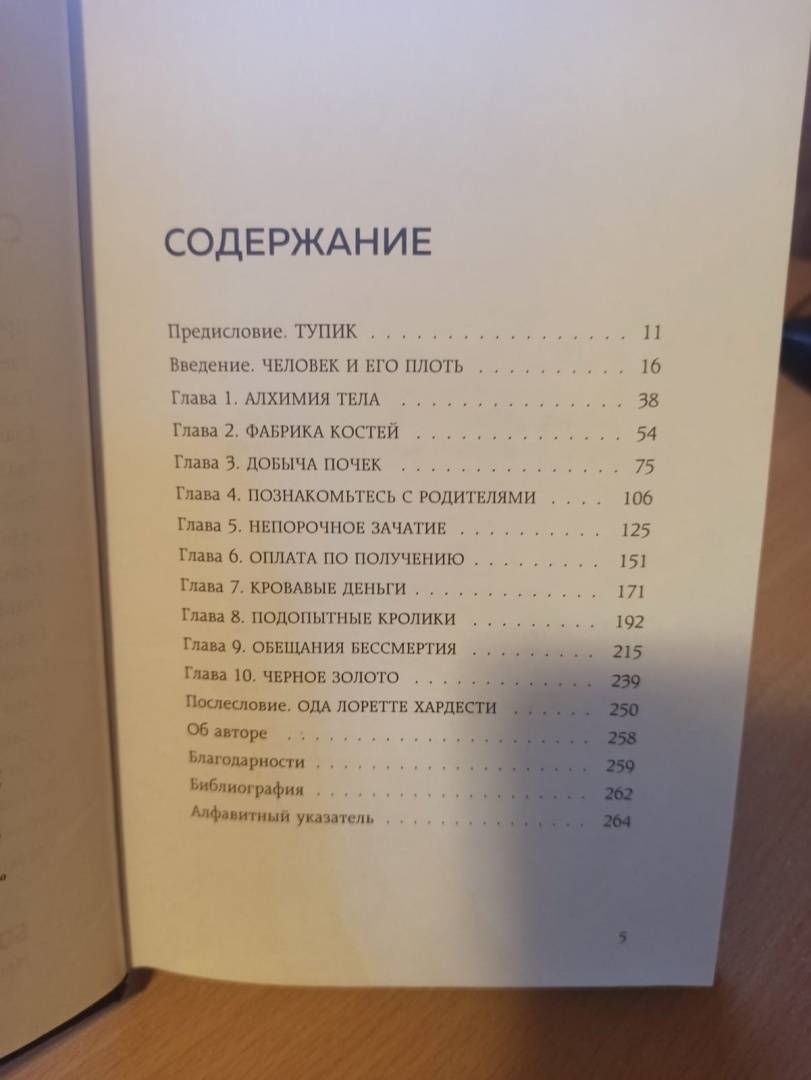 СОДЕРЖАНИЕ
Предисловие. ТУПИК . . . . . . . . . . . . . . . . . 11
Введение. ЧЕЛОВЕК И ЕГО ПЛОТЬ . . . . . . . . . . 16
Глава 1. АЛХИМИЯ ТЕЛА . . . . . . . . . . . . . . . 38
Глава 2. ФАБРИКА КОСТЕЙ . . . . . . . . . . . . . . 54
Глава 3. ДОБЫЧА ПОЧЕК . . . . . . . . . . . . . . . 75
Глава 4. ПОЗНАКОМЬТЕСЬ С РОДИТЕЛЯМИ . . . . 106
Глава 5. НЕПОРОЧНОЕ ЗАЧАТИЕ . . . . . . . . . . 125
Глава 6. ОПЛАТА ПО ПОЛУЧЕНИЮ . . . . . . . . . 151
Глава 7. КРОВАВЫЕ ДЕНЬГИ . . . . . . . . . . . . . 171
Глава 8. ПОДОПЫТНЫЕ КРОЛИКИ . . . . . . . . . 192
Глава 9. ОБЕЩАНИЯ БЕССМЕРТИЯ . . . . . . . . . 215
Глава 10. ЧЕРНОЕ ЗОЛОТО . . . . . . . . . . . . . 239
Послесловие. ОДА ЛОРЕТТЕ ХАРДЕСТИ . . . . . . 250
Об авторе . . . . . . . . . . . . . . . . . . . . 258
Благодарности . . . . . . . . . . . . . . . . . . 259
Библиография . . . . . . . . . . . . . . . . . . 262
Алфавитный указатель . . . . . . . . . . . . . . 264
5